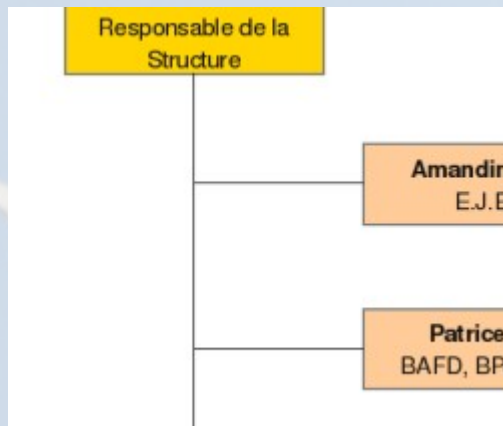 Responsable de la
Structure
Amandin
E.J.E
Patrice
BAFD, BP